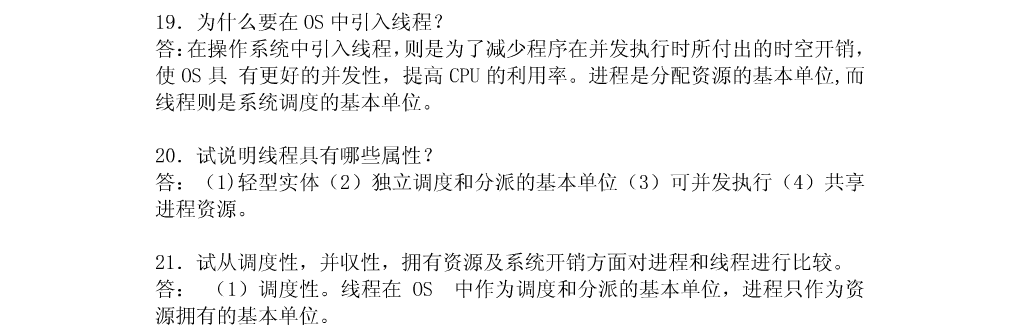 19．为什么要在 OS 中引入线程？
答：在操作系统中引入线程，则是为了减少程序在并发执行时所付出的时空开销，
使 OS 具 有更好的并发性，提高 CPU 的利用率。进程是分配资源的基本单位,而
线程则是系统调度的基本单位。
20．试说明线程具有哪些属性？
答：（1)轻型实体（2）独立调度和分派的基本单位（3）可并发执行（4）共享
进程资源。
21．试从调度性，并収性，拥有资源及系统开销方面对进程和线程进行比较。
答： （1）调度性。线程在 OS 中作为调度和分派的基本单位，进程只作为资
源拥有的基本单位。